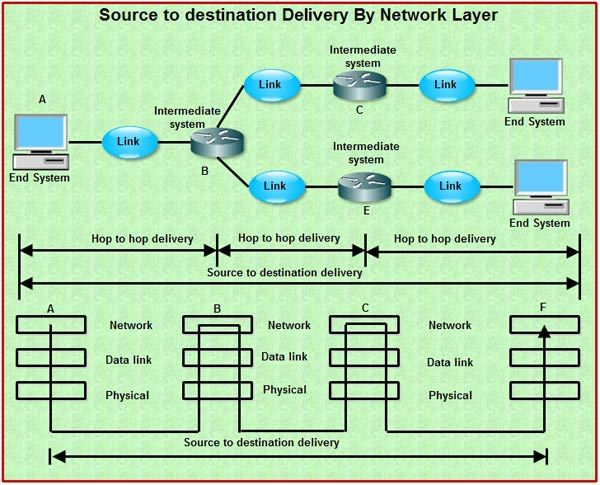 Source to destination Delivery By Network Layer
A
End System
Link
Intermediate
system
B
Link
Intermediate
system
C
Link
End System
Link
Intermediate
system
E
Link
End System
Hop to hop delivery
Hop to hop delivery
Hop to hop delivery
Source to destination delivery
A
B
C
F
Network
Network
Network
Data link
Data link
Data link
Physical
Physical
Physical
Source to destination delivery